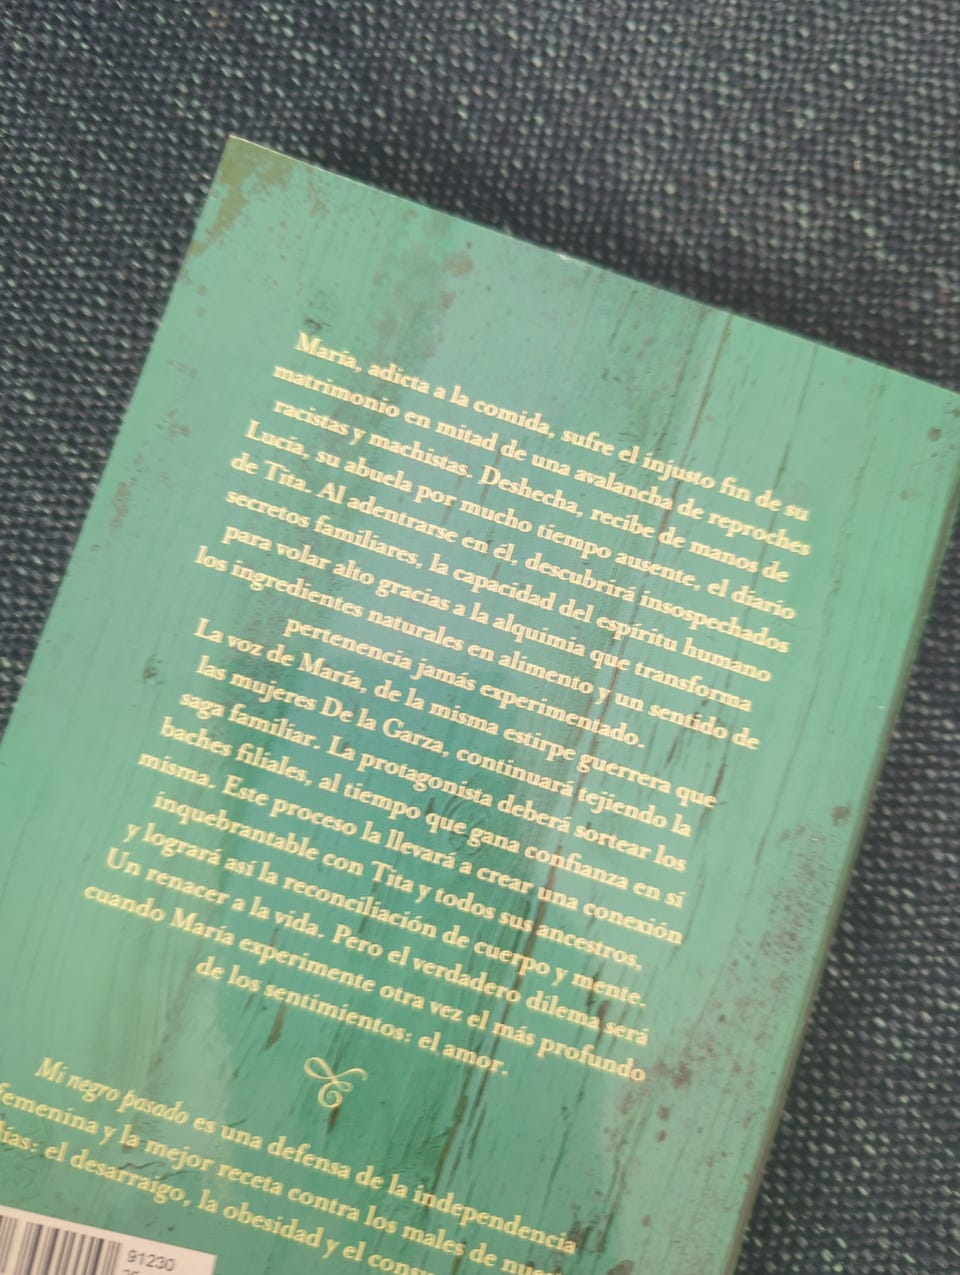 María, adicta a la comida, sufre el injusto fin de su
matrimonio en mitad de una avalancha de reproches
racistas y machistas. Deshecha, recibe de manos de
Lucía, su abuela por mucho tiempo ausente, el diario
de Tita. Al adentrarse en él, descubrirá insospechados
secretos familiares, la capacidad del espíritu humano
para volar alto gracias a la alquimia que transforma
los ingredientes naturales en alimento y un sentido de
pertenencia jamás experimentado.
La voz de María, de la misma estirpe guerrera que
las mujeres De la Garza, continuará tejiendo la
saga familiar. La protagonista deberá sortear los
baches filiales, al tiempo que gana confianza en sí
misma. Este proceso la llevará a crear una conexión
inquebrantable con Tita y todos sus ancestros,
y logrará así la reconciliación de cuerpo y mente.
Un renacer a la vida. Pero el verdadero dilema será
cuando María experimente otra vez el más profundo
de los sentimientos: el amor.
Mi negro pasado es una defensa de la independencia
femenina y la mejor receta contra los males de
el desarraigo, la obesidad y el
91230